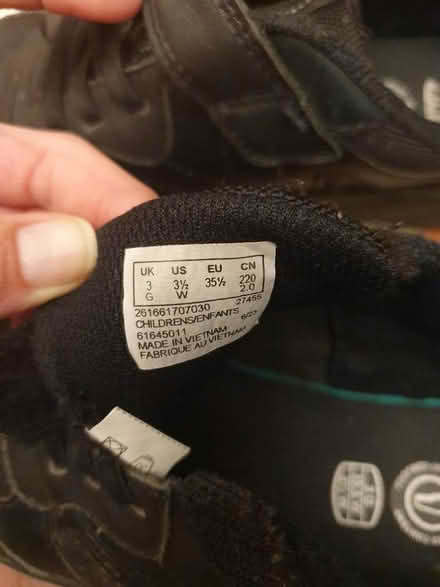 UK US EU CN
3 3½ 35½ 220
G W 2.0
261661707030 27455
CHILDRENS/ENFANTS 6/27
61645011
MADE IN VIETNAM
FABRIQUE AU VIETNAM